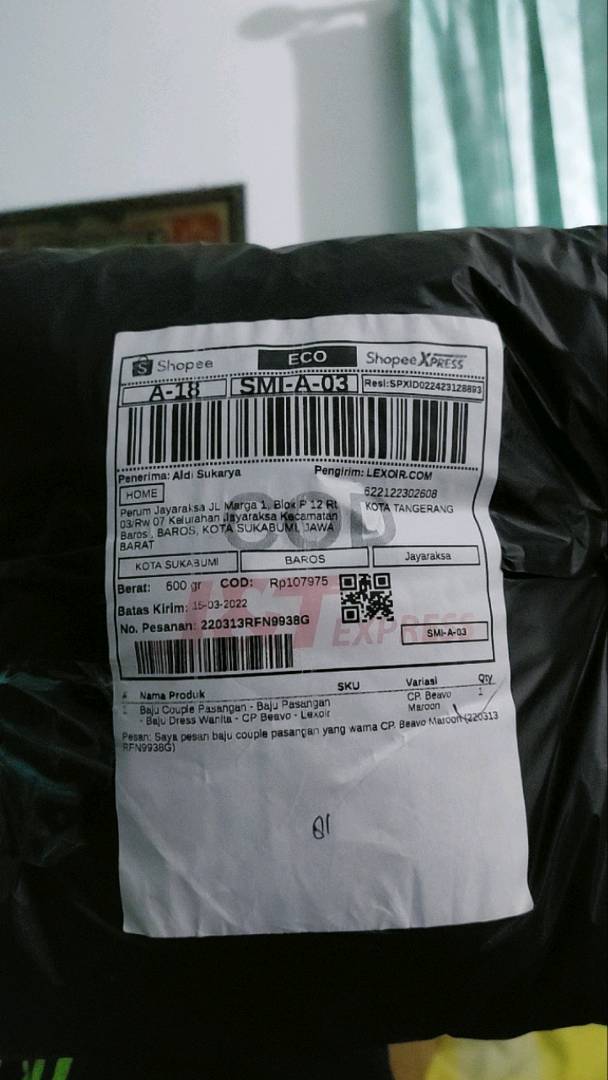 Shopee ECO Shopee XPRESS
A-18 SMI-A-03 Resi:SPXID022423128893
Penerima: Aldi Sukarya Pengirim: LEXOIR.COM
HOME 622122302608
Perum Jayaraksa JL Marga 1, Blok P 12 Rt KOTA TANGERANG
03/Rw 07 Kelurahan Jayaraksa Kecamatan
Baros , BAROS, KOTA SUKABUMI, JAWA
BARAT
COD
KOTA SUKABUMI BAROS Jayaraksa
Berat: 600 gr COD: Rp107975
Batas Kirim: 15-03-2022
EXPRESS
No. Pesanan: 220313RFN9938G
SMI-A-03
# Nama Produk SKU Variasi Qty
1 Baju Couple Pasangan - Baju Pasangan CP. Beavo 1
- Baju Dress Wanita - CP Beavo - Lexoir Maroon
Pesan: Saya pesan baju couple pasangan yang warna CP. Beavo Maroon (220313
RFN9938G)